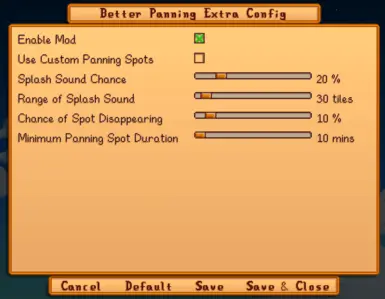 Better Panning Extra Config
Enable Mod
Use Custom Panning Spots
Splash Sound Chance 20 %
Range of Splash Sound 30 tiles
Chance of Spot Disappearing 10 %
Minimum Panning Spot Duration 10 mins
Cancel Default Save Save & Close